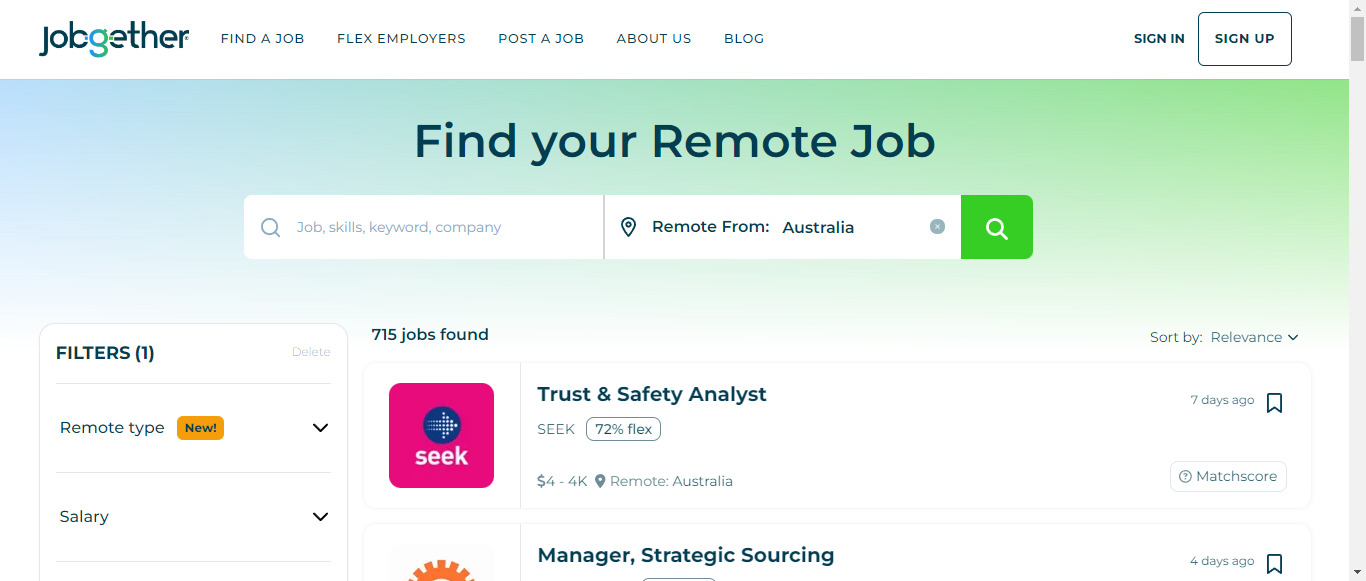 Jobgether
FIND A JOB FLEX EMPLOYERS POST A JOB ABOUT US BLOG SIGN IN SIGN UP
Find your Remote Job
Job, skills, keyword, company Remote From: Australia
715 jobs found
Sort by: Relevance
FILTERS (1) Delete
Remote type New!
Salary
seek
Trust & Safety Analyst
7 days ago
SEEK 72% flex
$4 - 4K Remote: Australia
Matchscore
Manager, Strategic Sourcing
4 days ago